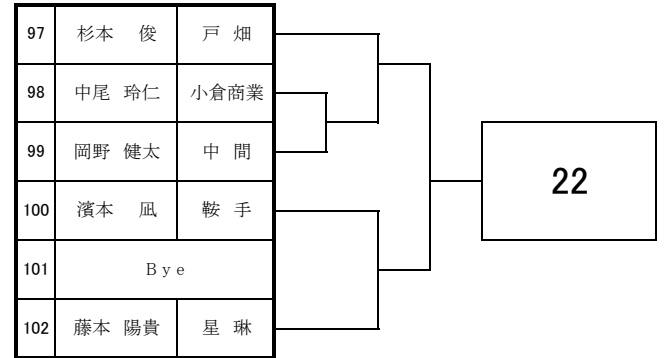 97 杉本 俊 戸 畑
98 中尾 玲仁 小倉商業
99 岡野 健太 中 間
100 濱本 凪 鞍 手
101 Bye
102 藤本 陽貴 星 琳
22